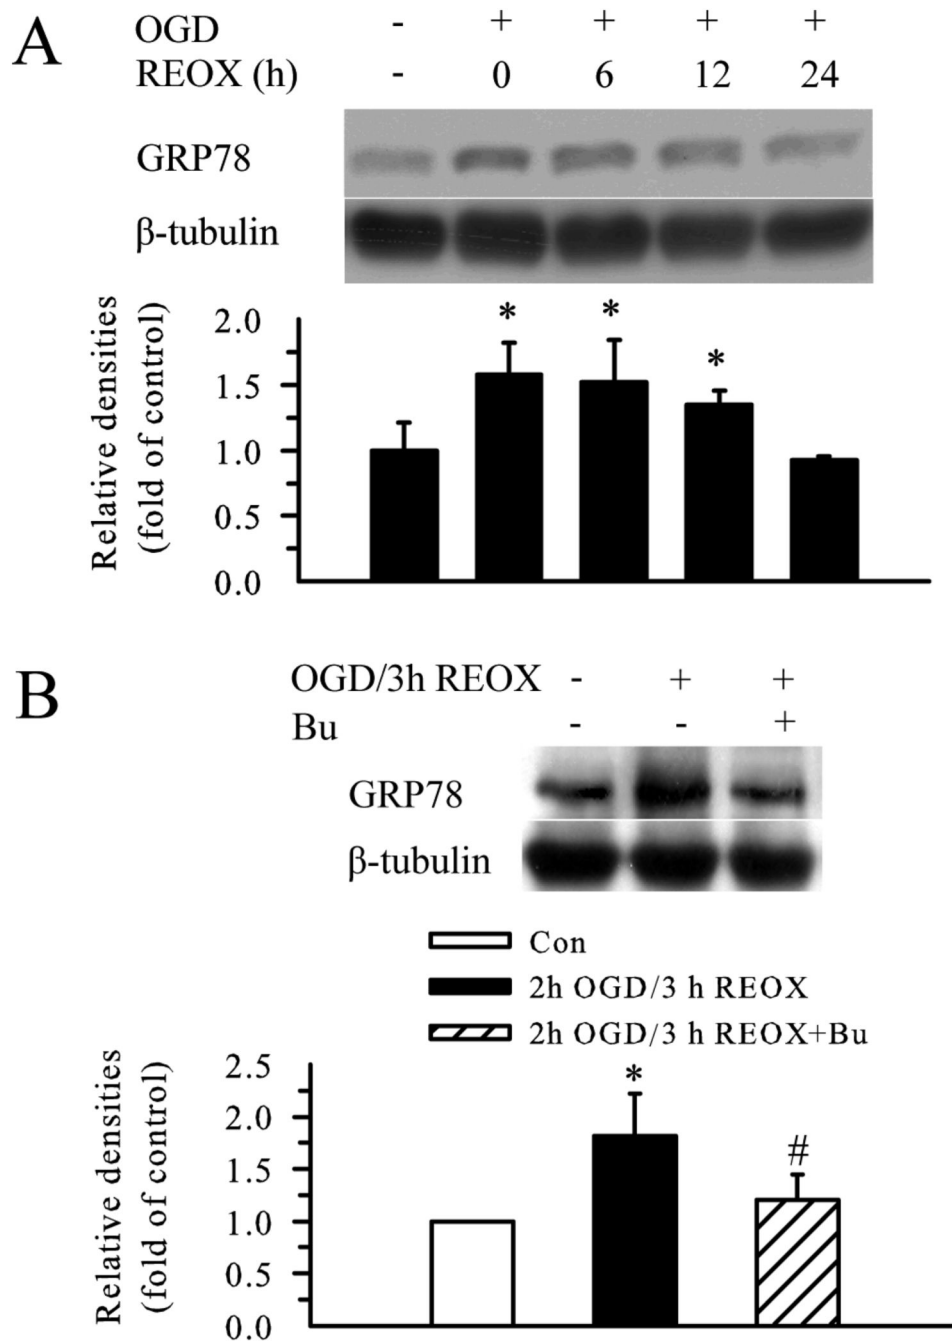 A
OGD - + + + +
REOX (h) - 0 6 12 24
GRP78
β-tubulin
Relative densities
(fold of control)
* * *
2.0
1.5
1.0
0.5
0.0
B
OGD/3h REOX - + +
Bu - - +
GRP78
β-tubulin
Con
2h OGD/3 h REOX
2h OGD/3 h REOX+Bu
Relative densities
(fold of control)
* #
2.5
2.0
1.5
1.0
0.5
0.0